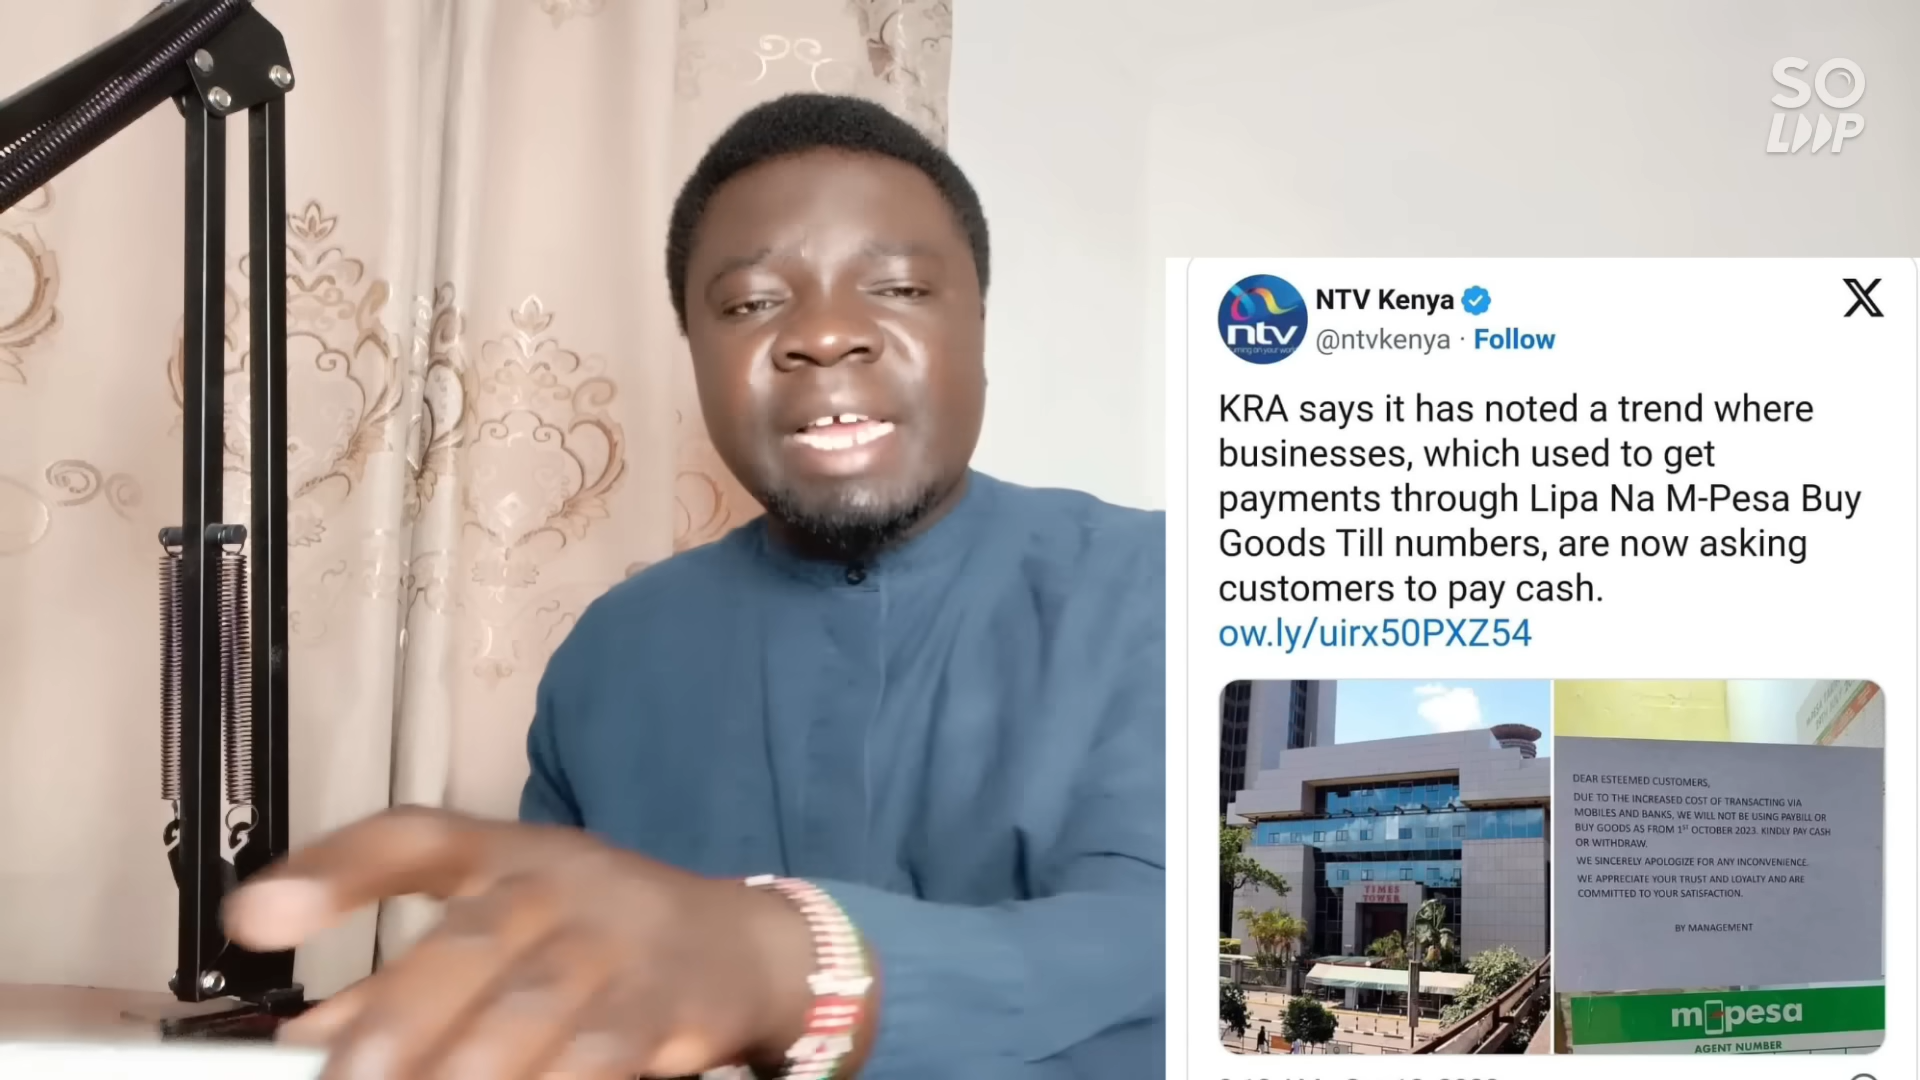 SO
LOOP
NTV Kenya
@ntvkenya · Follow
ntv
KRA says it has noted a trend where
businesses, which used to get
payments through Lipa Na M-Pesa Buy
Goods Till numbers, are now asking
customers to pay cash.
ow.ly/uirx50PXZ54
TIMES
TOWER
DEAR ESTEEMED CUSTOMERS,
DUE TO THE INCREASED COST OF TRANSACTING VIA
MOBILES AND BANKS, WE WILL NOT BE USING PAYBILL OR
BUY GOODS AS FROM 1ST OCTOBER 2023. KINDLY PAY CASH
OR WITHDRAW.
WE SINCERELY APOLOGIZE FOR ANY INCONVENIENCE.
WE APPRECIATE YOUR TRUST AND LOYALTY AND ARE
COMMITTED TO YOUR SATISFACTION.
BY MANAGEMENT
m-pesa
AGENT NUMBER